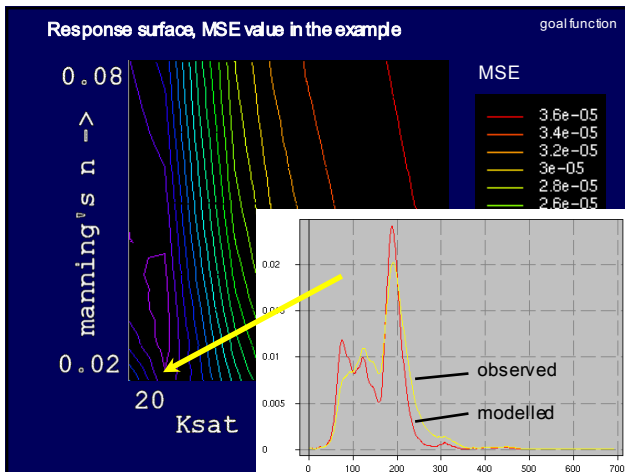 Response surface, MSE value in the example
goal function
0.08
manning's n ->
0.02
20
Ksat
MSE
3.6e-05
3.4e-05
3.2e-05
3e-05
2.8e-05
2.6e-05
0.02
0.01
0.005
0
observed
modelled
0 100 200 300 400 500 600 700